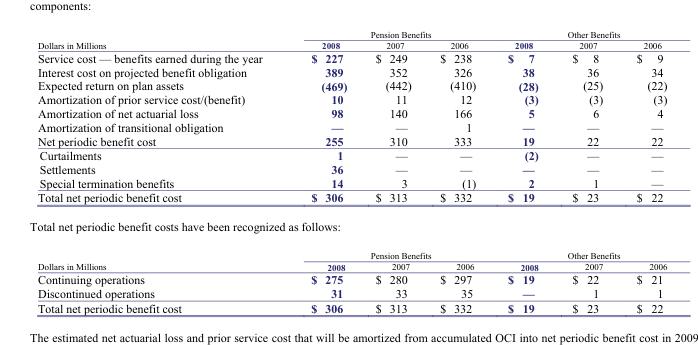 components:
Pension Benefits Other Benefits
Dollars in Millions 2008 2007 2006 2008 2007 2006
Service cost — benefits earned during the year $ 227 $ 249 $ 238 $ 7 $ 8 $ 9
Interest cost on projected benefit obligation 389 352 326 38 36 34
Expected return on plan assets (469) (442) (410) (28) (25) (22)
Amortization of prior service cost/(benefit) 10 11 12 (3) (3) (3)
Amortization of net actuarial loss 98 140 166 5 6 4
Amortization of transitional obligation — — 1 — — —
Net periodic benefit cost 255 310 333 19 22 22
Curtailments 1 — — (2) — —
Settlements 36 — — — — —
Special termination benefits 14 3 (1) 2 1 —
Total net periodic benefit cost $ 306 $ 313 $ 332 $ 19 $ 23 $ 22
Total net periodic benefit costs have been recognized as follows:
Pension Benefits Other Benefits
Dollars in Millions 2008 2007 2006 2008 2007 2006
Continuing operations $ 275 $ 280 $ 297 $ 19 $ 22 $ 21
Discontinued operations 31 33 35 — 1 1
Total net periodic benefit cost $ 306 $ 313 $ 332 $ 19 $ 23 $ 22
The estimated net actuarial loss and prior service cost that will be amortized from accumulated OCI into net periodic benefit cost in 2009